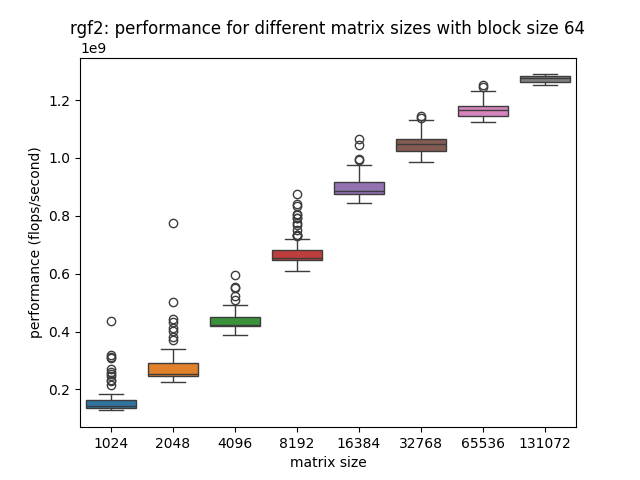 rgf2: performance for different matrix sizes with block size 64
1e9
1.2
1.0
0.8
0.6
0.4
0.2
performance (flops/second)
1024 2048 4096 8192 16384 32768 65536 131072
matrix size